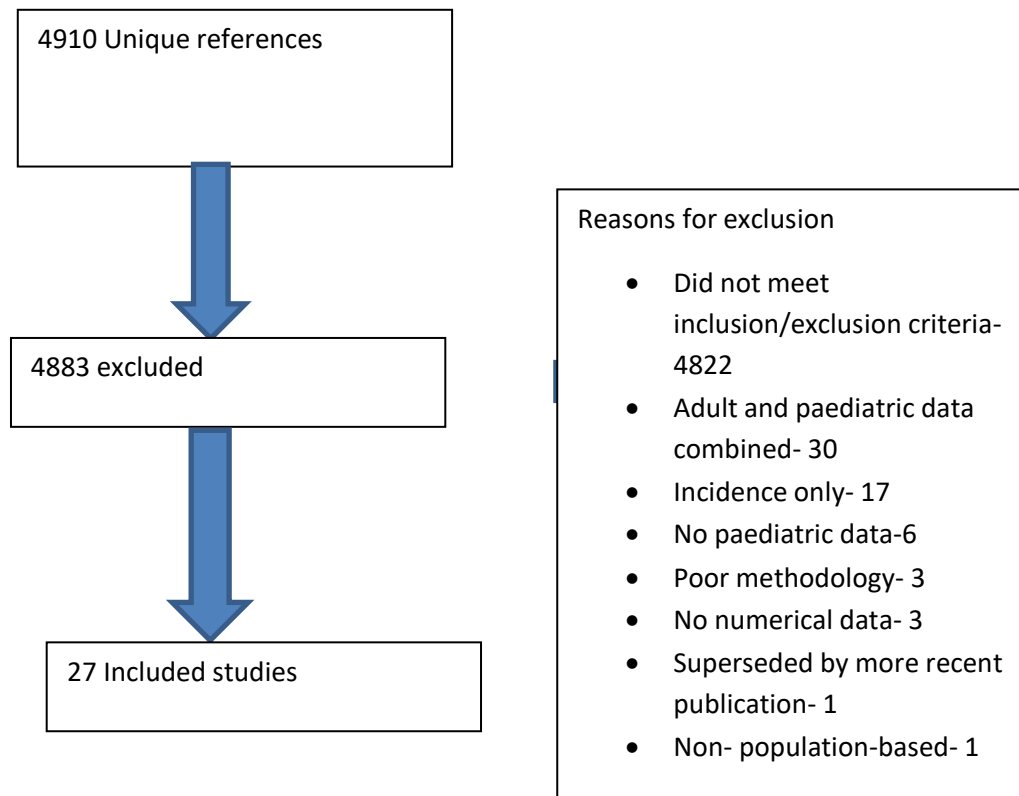 4910 Unique references
4883 excluded
27 Included studies
Reasons for exclusion
• Did not meet
inclusion/exclusion criteria-
4822
• Adult and paediatric data
combined- 30
• Incidence only- 17
• No paediatric data-6
• Poor methodology- 3
• No numerical data- 3
• Superseded by more recent
publication- 1
• Non- population-based- 1